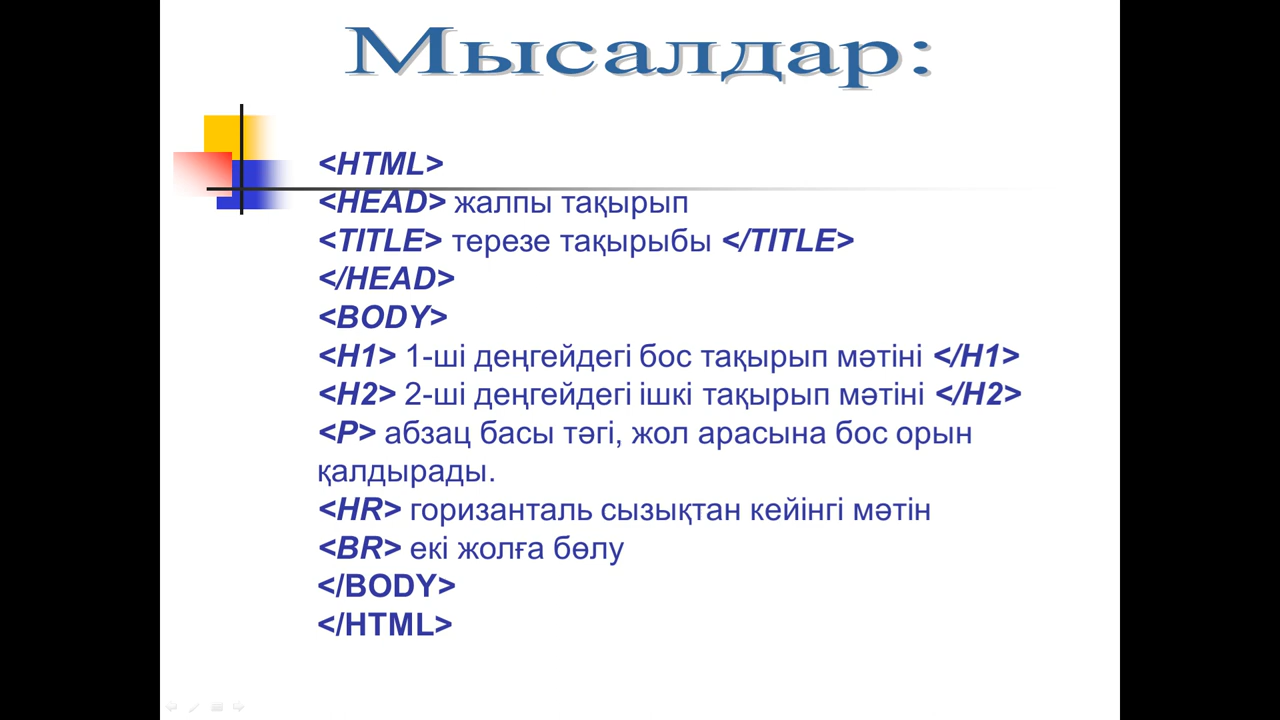 Мысалдар:
<HTML>
<HEAD> жалпы тақырып
<TITLE> терезе тақырыбы </TITLE>
</HEAD>
<BODY>
<H1> 1-ші деңгейдегі бос тақырып мәтіні </H1>
<H2> 2-ші деңгейдегі ішкі тақырып мәтіні </H2>
<P> абзац басы тәгі, жол арасына бос орын
қалдырады.
<HR> горизанталь сызықтан кейінгі мәтін
<BR> екі жолға бөлу
</BODY>
</HTML>